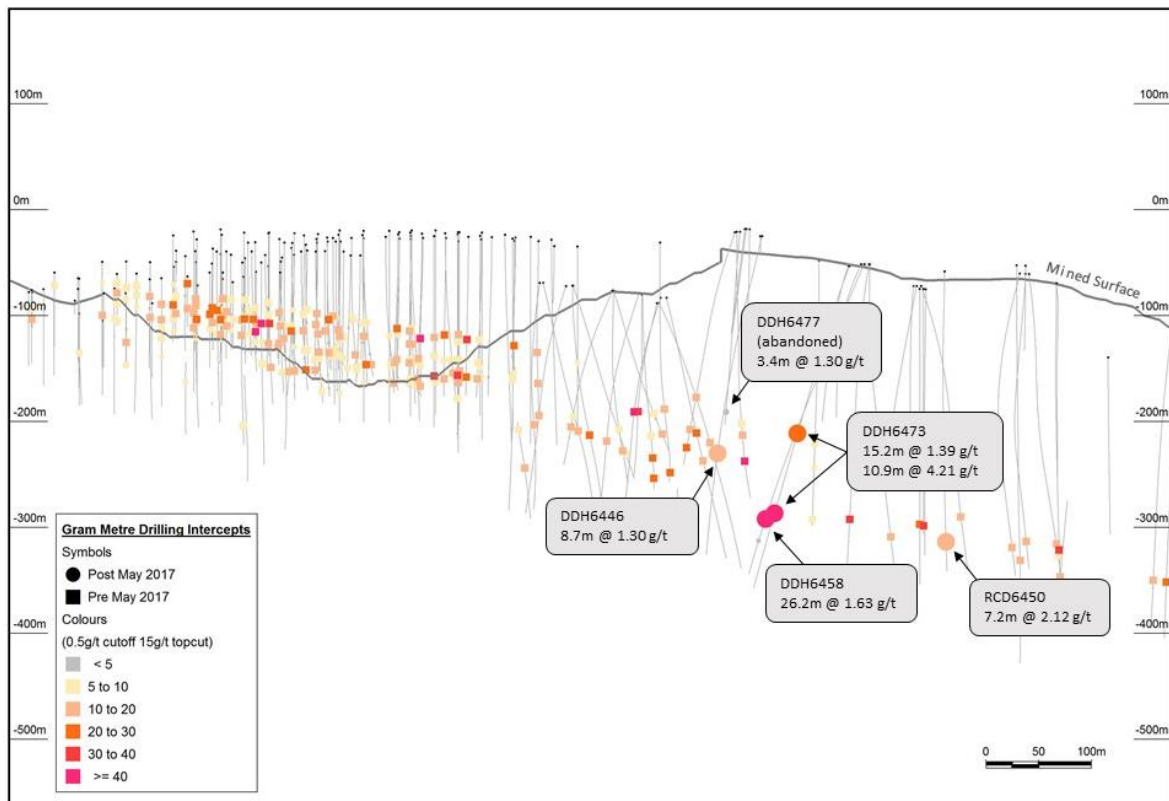 100m
100m
0m
0m
Mined Surface
-100m
-100m
DDH6477
(abandoned)
3.4m @ 1.30 g/t
-200m
-200m
DDH6473
15.2m @ 1.39 g/t
10.9m @ 4.21 g/t
DDH6446
8.7m @ 1.30 g/t
-300m
-300m
DDH6458
26.2m @ 1.63 g/t
RCD6450
7.2m @ 2.12 g/t
-400m
Gram Metre Drilling Intercepts
Symbols
Post May 2017
Pre May 2017
Colours
(0.5g/t cutoff 15g/t topcut)
< 5
5 to 10
10 to 20
20 to 30
30 to 40
>= 40
-400m
-500m
-500m
0 50 100m